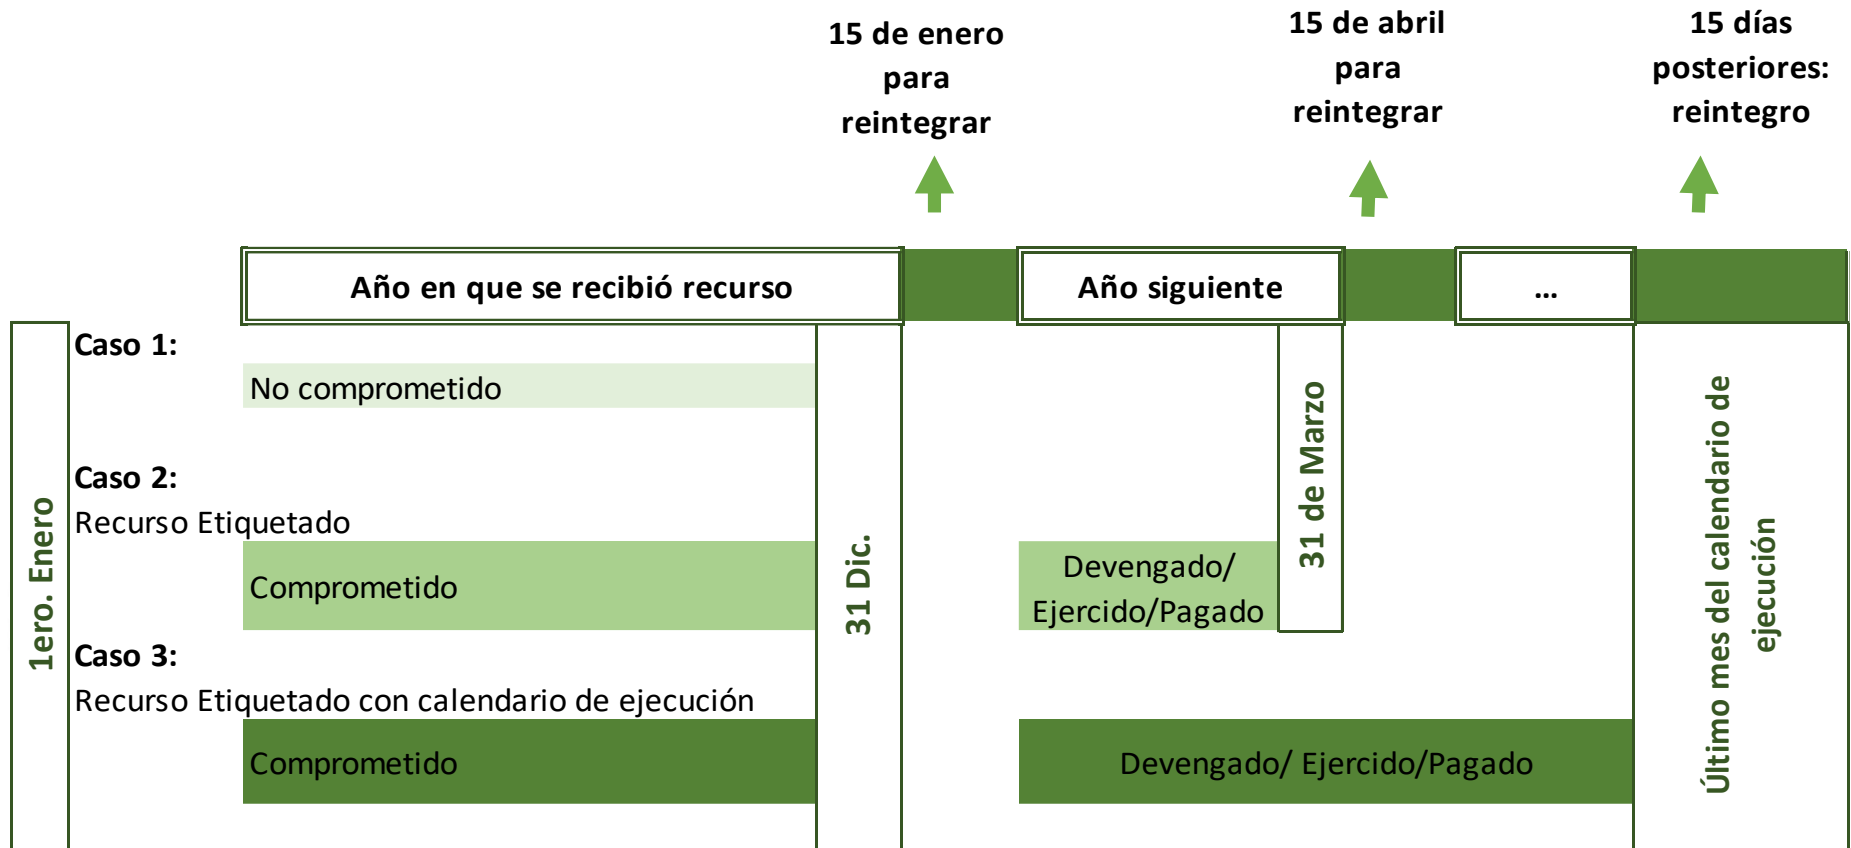 15 de enero
para
reintegrar
15 de abril
para
reintegrar
15 días
posteriores:
reintegro
Año en que se recibió recurso
Año siguiente
...
1ero. Enero
Caso 1:
No comprometido
Caso 2:
Recurso Etiquetado
Comprometido
Caso 3:
Recurso Etiquetado con calendario de ejecución
Comprometido
31 Dic.
Devengado/
Ejercido/Pagado
31 de Marzo
Devengado/ Ejercido/Pagado
Último mes del calendario de
ejecución